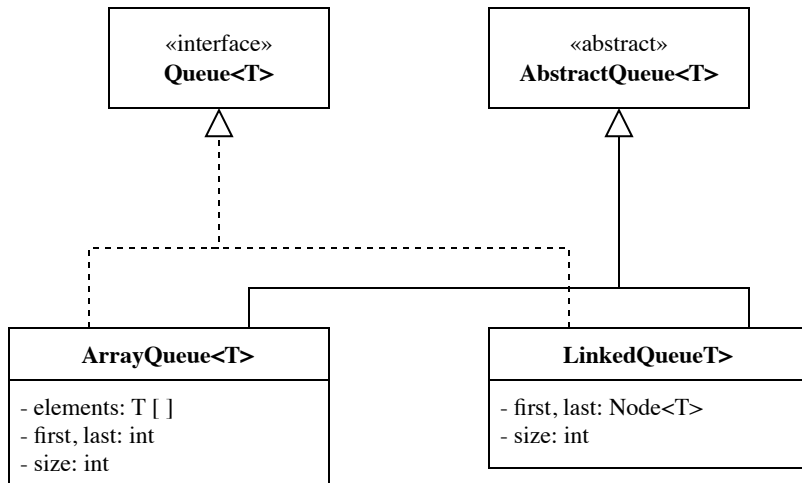 «interface»
Queue<T>
«abstract»
AbstractQueue<T>
ArrayQueue<T>
- elements: T [ ]
- first, last: int
- size: int
LinkedQueueT>
- first, last: Node<T>
- size: int